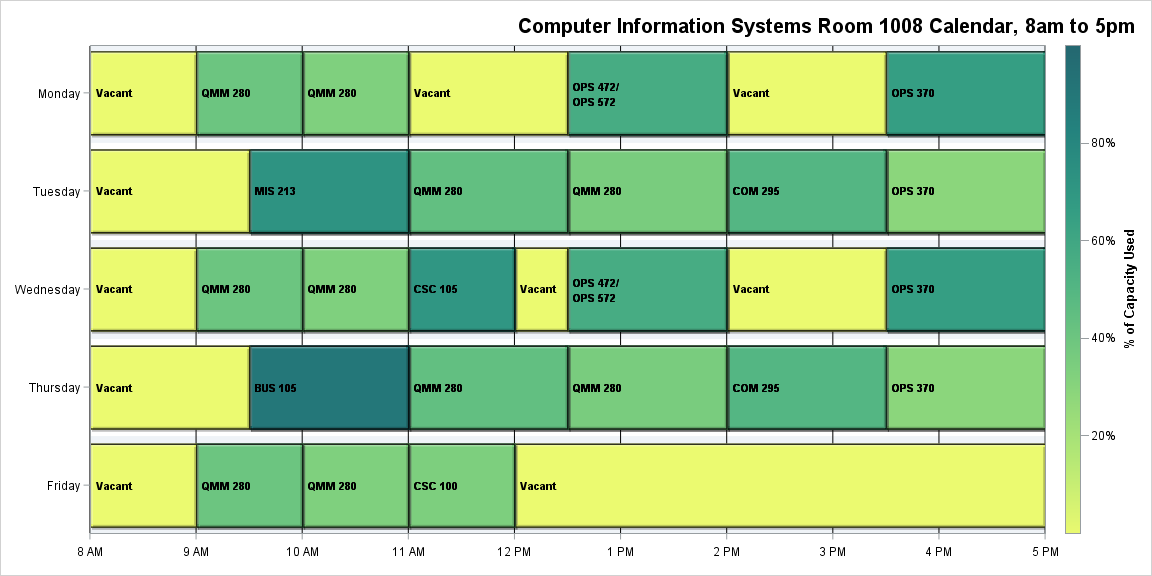 Computer Information Systems Room 1008 Calendar, 8am to 5pm
Monday
Vacant
QMM 280
QMM 280
Vacant
OPS 472/
OPS 572
Vacant
OPS 370
Tuesday
Vacant
MIS 213
QMM 280
QMM 280
COM 295
OPS 370
Wednesday
Vacant
QMM 280
QMM 280
CSC 105
Vacant
OPS 472/
OPS 572
Vacant
OPS 370
Thursday
Vacant
BUS 105
QMM 280
QMM 280
COM 295
OPS 370
Friday
Vacant
QMM 280
QMM 280
CSC 100
Vacant
8 AM
9 AM
10 AM
11 AM
12 PM
1 PM
2 PM
3 PM
4 PM
5 PM
80%
60%
40%
20%
% of Capacity Used